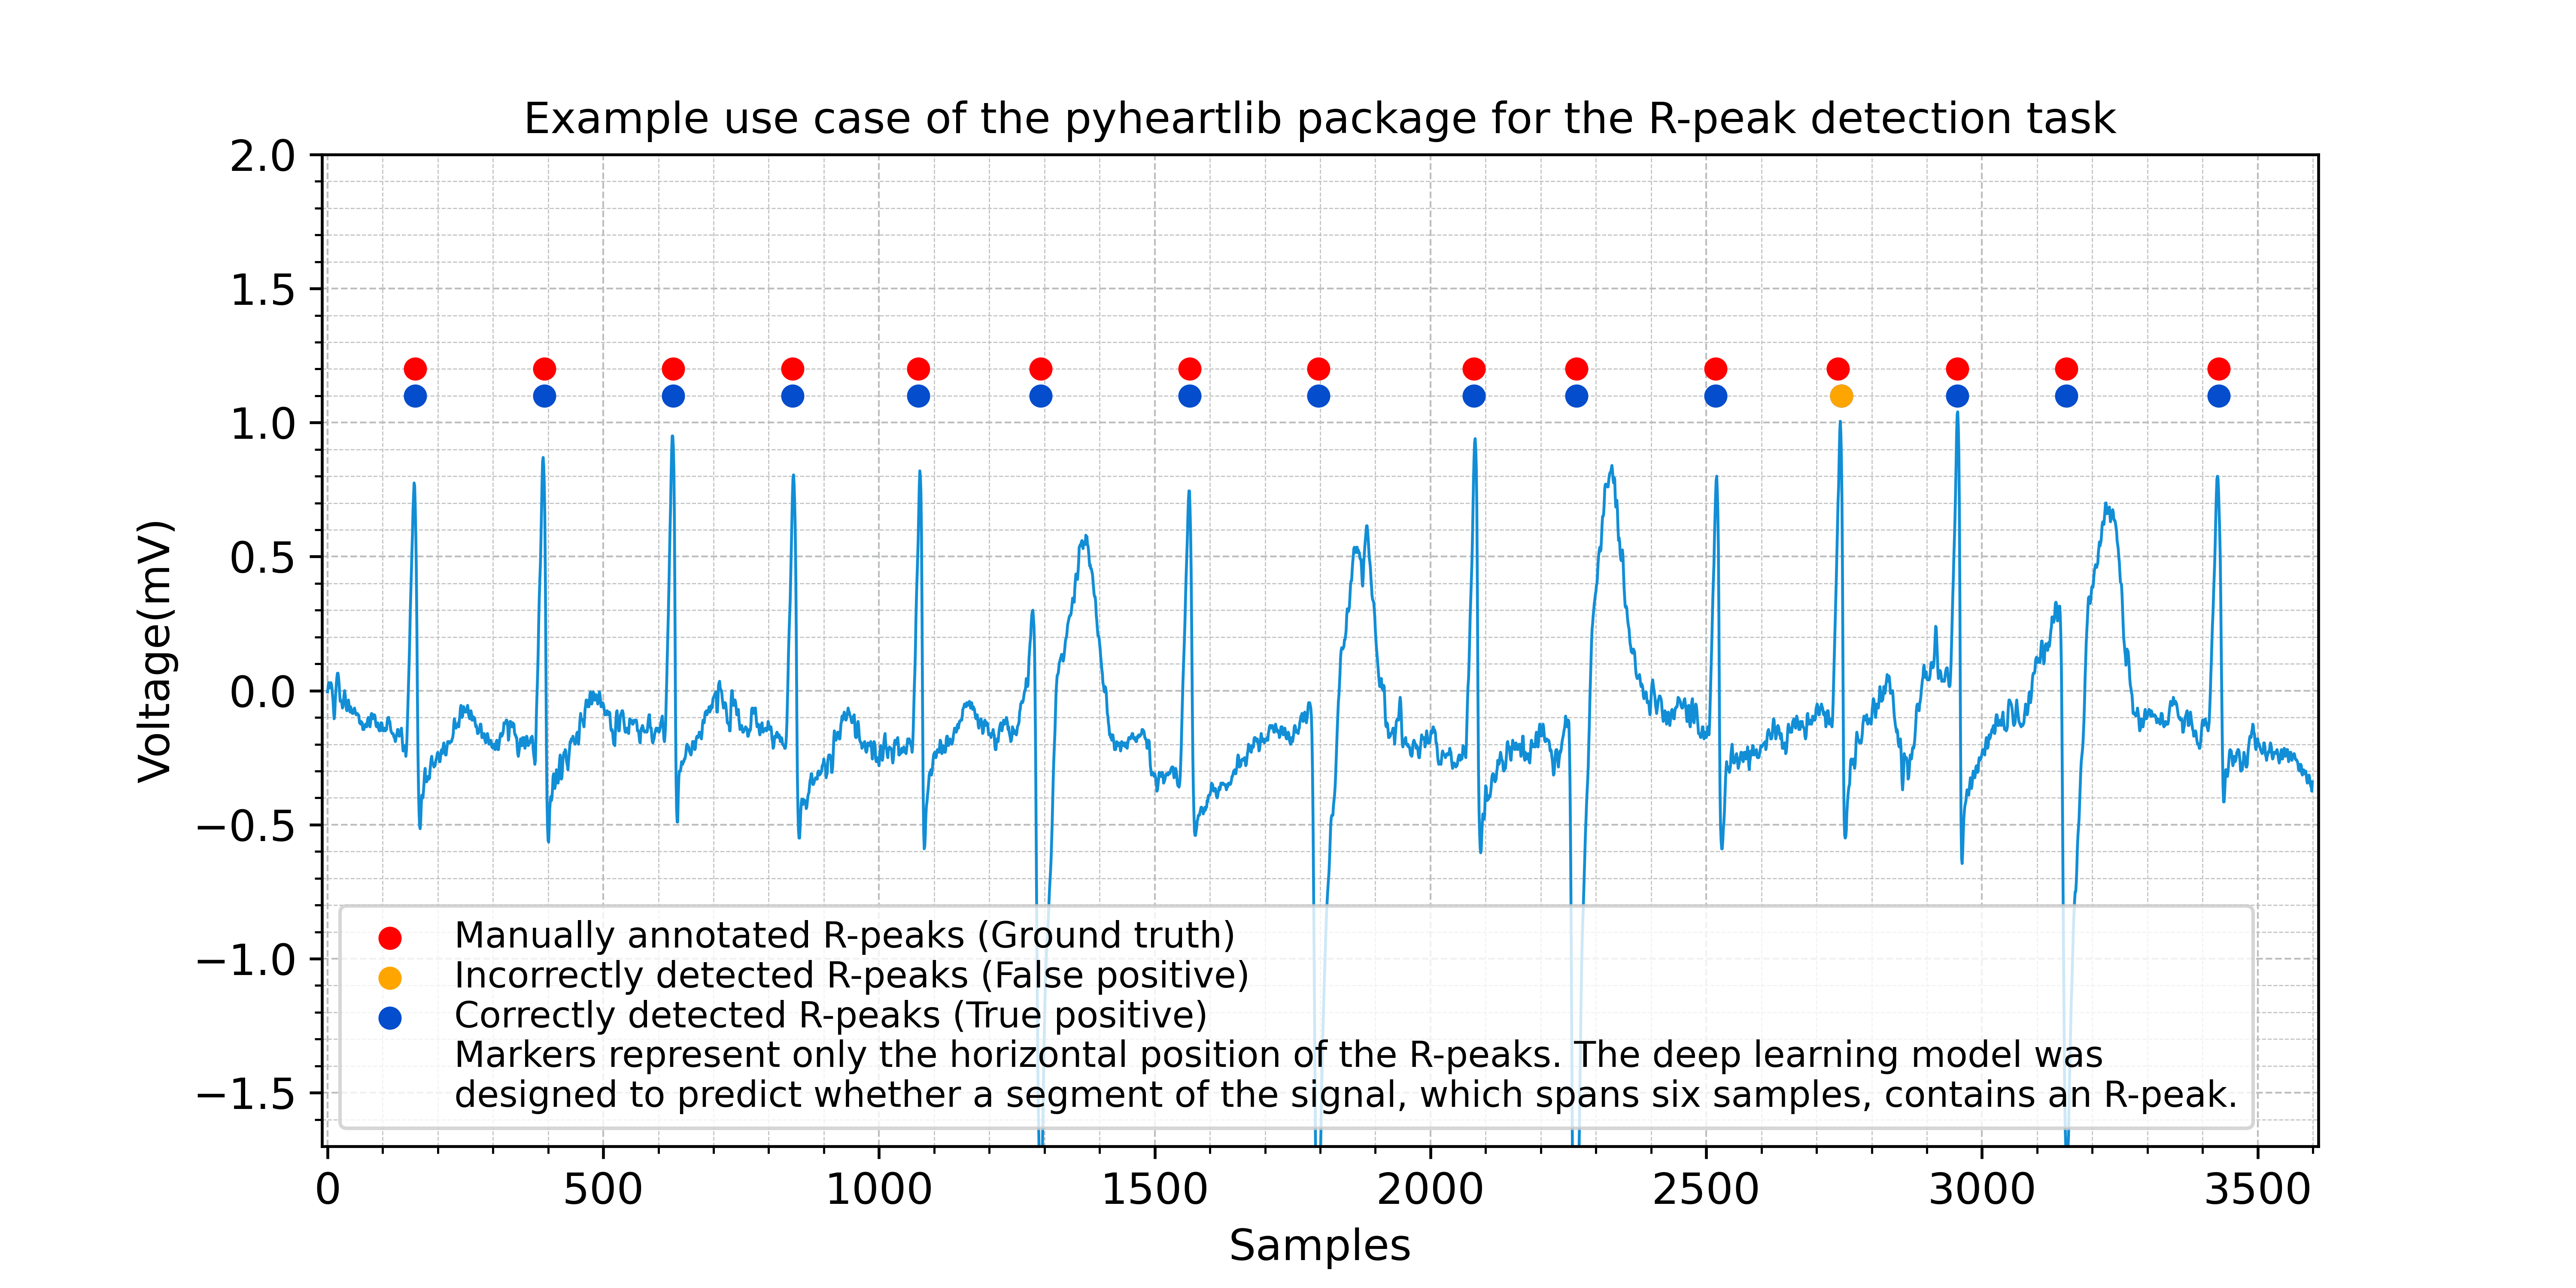 Example use case of the pyheartlib package for the R-peak detection task
2.0
1.5
1.0
0.5
0.0
−0.5
−1.0
−1.5
Voltage(mV)
Manually annotated R-peaks (Ground truth)
Incorrectly detected R-peaks (False positive)
Correctly detected R-peaks (True positive)
Markers represent only the horizontal position of the R-peaks. The deep learning model was
designed to predict whether a segment of the signal, which spans six samples, contains an R-peak.
0 500 1000 1500 2000 2500 3000 3500
Samples